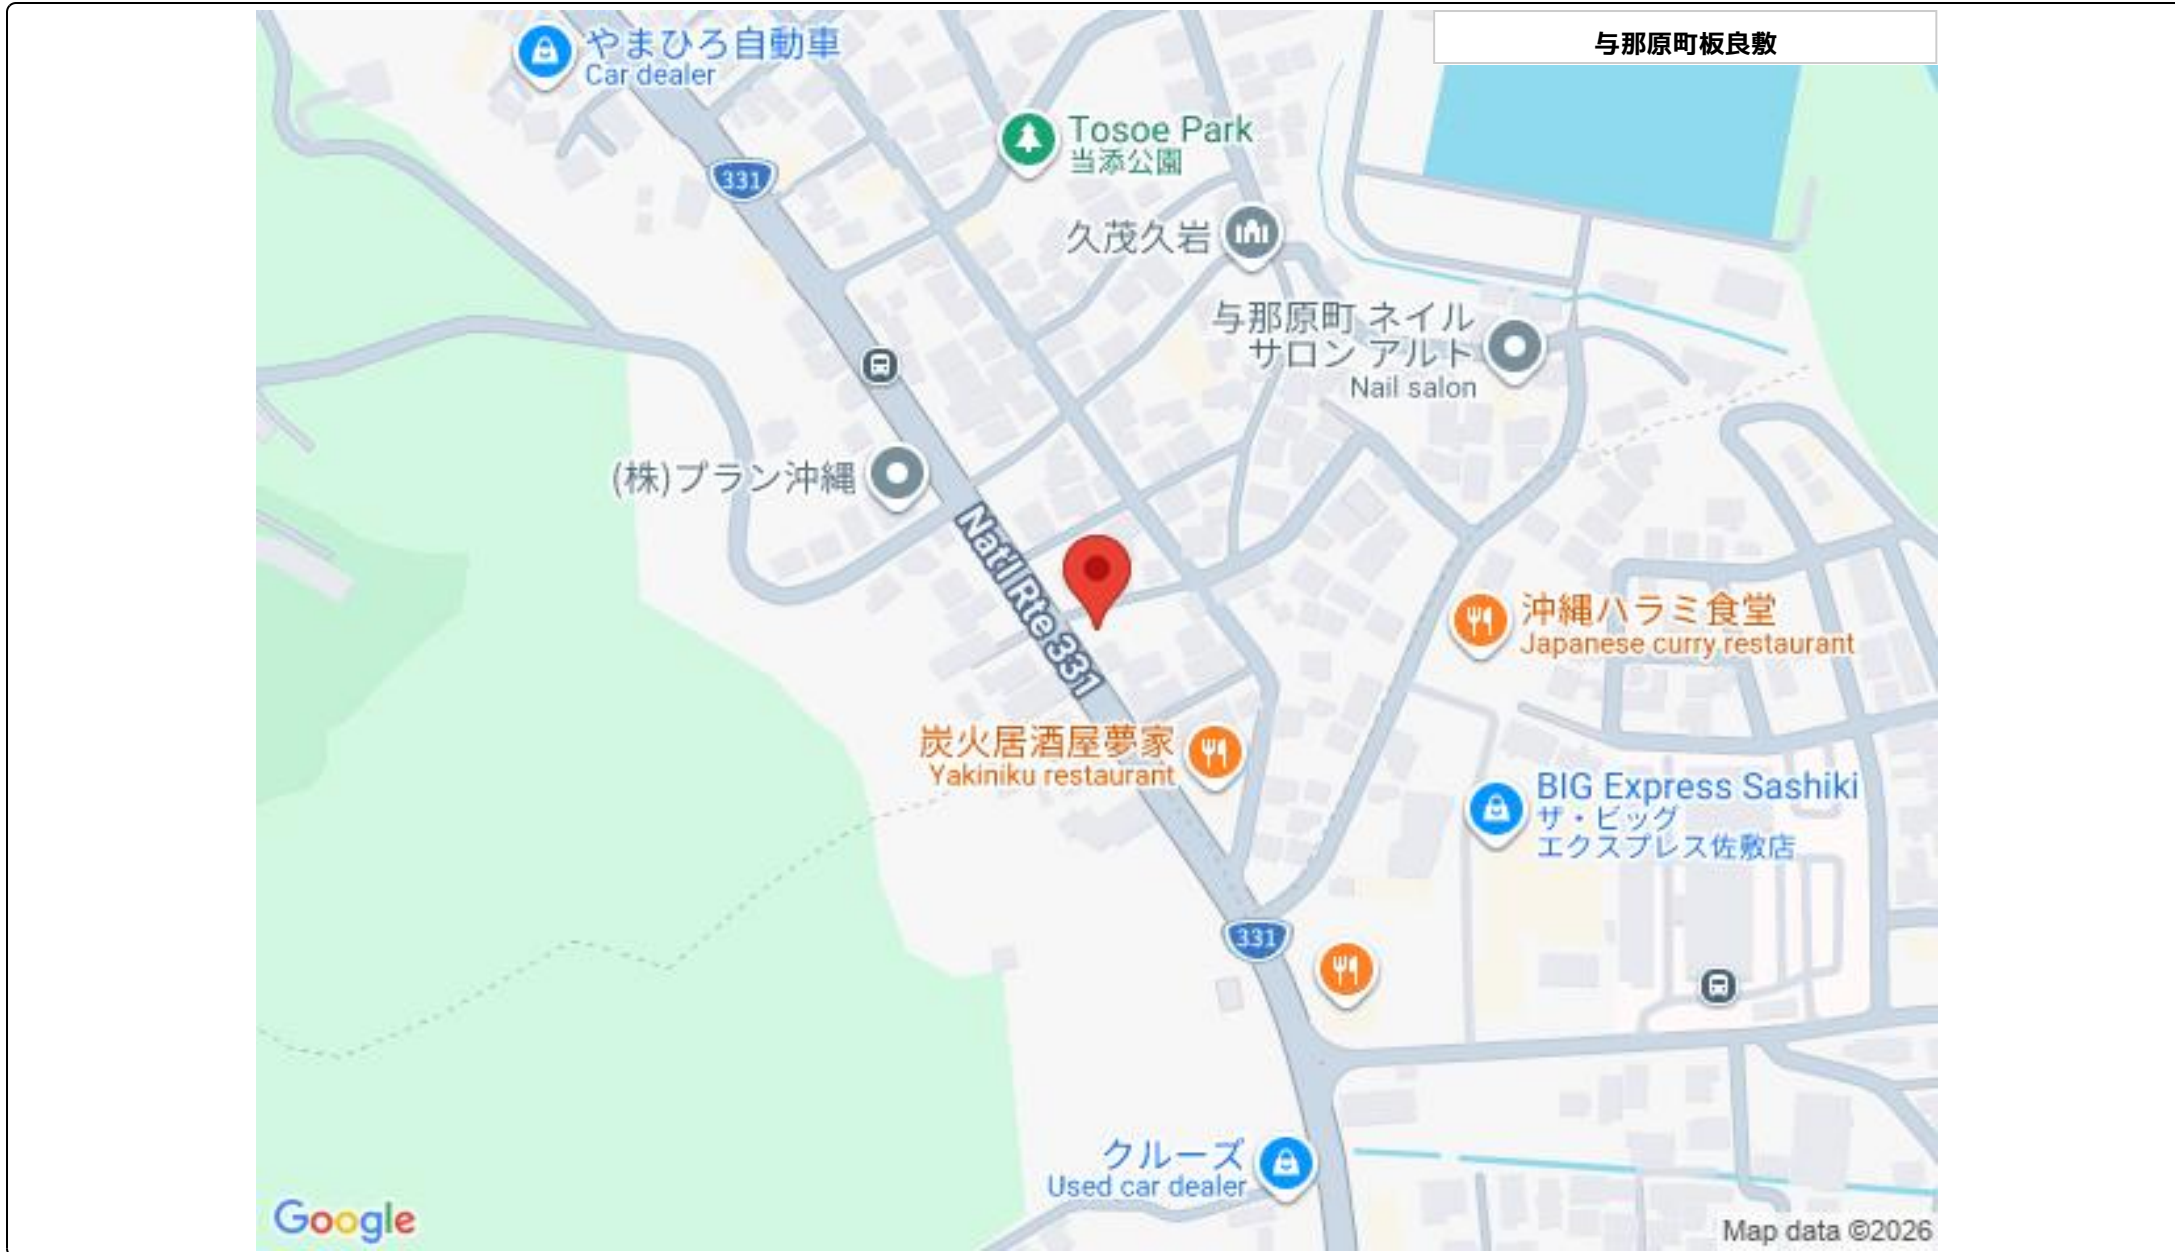 与那原町板良敷
やまひろ自動車
Car dealer
331
Tosoe Park
当添公園
久茂久岩
与那原町 ネイル
サロン アルト
Nail salon
(株)プラン沖縄
Nat'l Rte 331
沖縄ハラミ食堂
Japanese curry restaurant
炭火居酒屋夢家
Yakiniku restaurant
BIG Express Sashiki
ザ・ビッグ
エクスプレス佐敷店
331
クルーズ
Used car dealer
Google
Map data ©2026